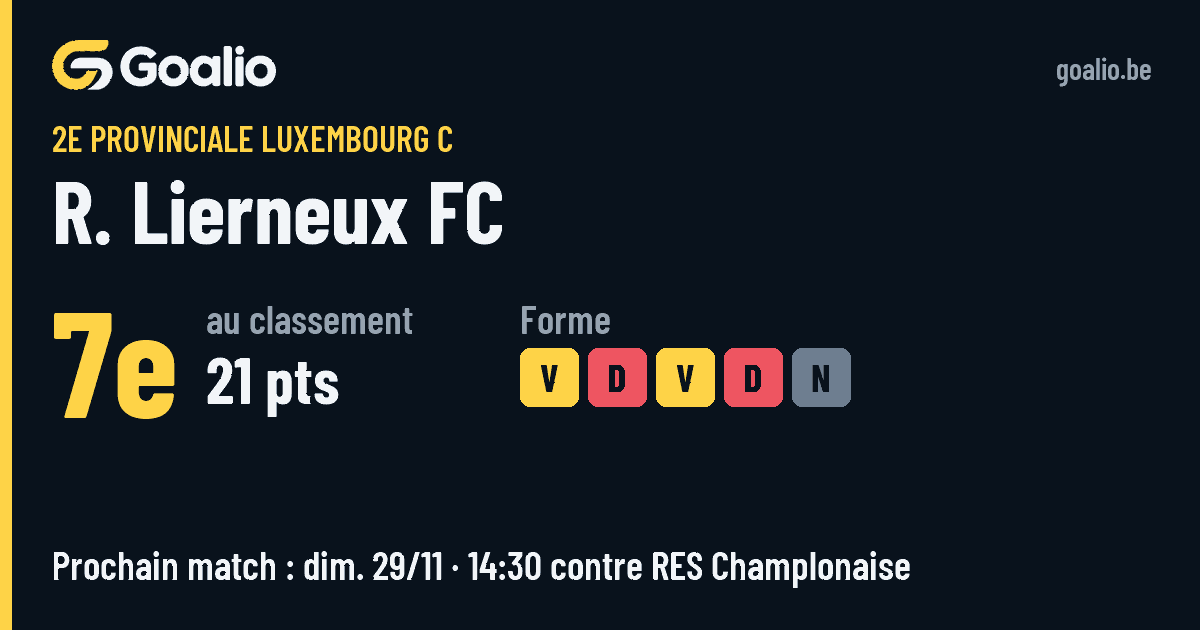 Goalio
goalio.be
2E PROVINCIALE LUXEMBOURG C
R. Lierneux FC
7e
au classement
21 pts
Forme
V D V D N
Prochain match : dim. 29/11 · 14:30 contre RES Champlonaise